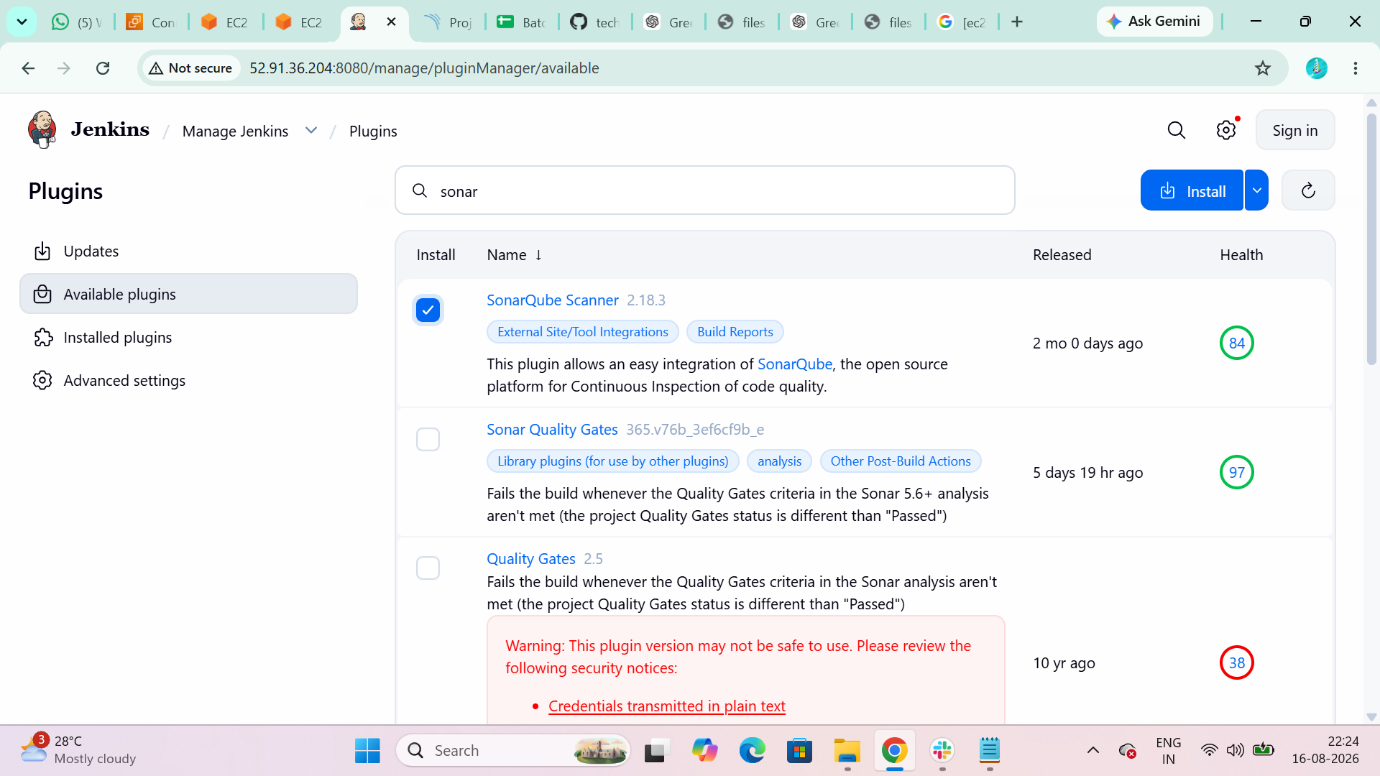 (5) W
Con
EC2
EC2
Proj
Batc
tech
Gree
files
Gree
files
[ec2
Ask Gemini
Not secure
52.91.36.204:8080/manage/pluginManager/available
Jenkins / Manage Jenkins / Plugins
Sign in
Plugins
sonar
Install
Updates
Available plugins
Installed plugins
Advanced settings
Install Name ↓ Released Health
SonarQube Scanner 2.18.3
External Site/Tool Integrations Build Reports
This plugin allows an easy integration of SonarQube, the open source
platform for Continuous Inspection of code quality.
2 mo 0 days ago
84
Sonar Quality Gates 365.v76b_3ef6cf9b_e
Library plugins (for use by other plugins) analysis Other Post-Build Actions
Fails the build whenever the Quality Gates criteria in the Sonar 5.6+ analysis
aren't met (the project Quality Gates status is different than "Passed")
5 days 19 hr ago
97
Quality Gates 2.5
Fails the build whenever the Quality Gates criteria in the Sonar analysis aren't
met (the project Quality Gates status is different than "Passed")
Warning: This plugin version may not be safe to use. Please review the
following security notices:
• Credentials transmitted in plain text
10 yr ago
38
3
28°C
Mostly cloudy
Search
ENG
IN
22:24
16-08-2026